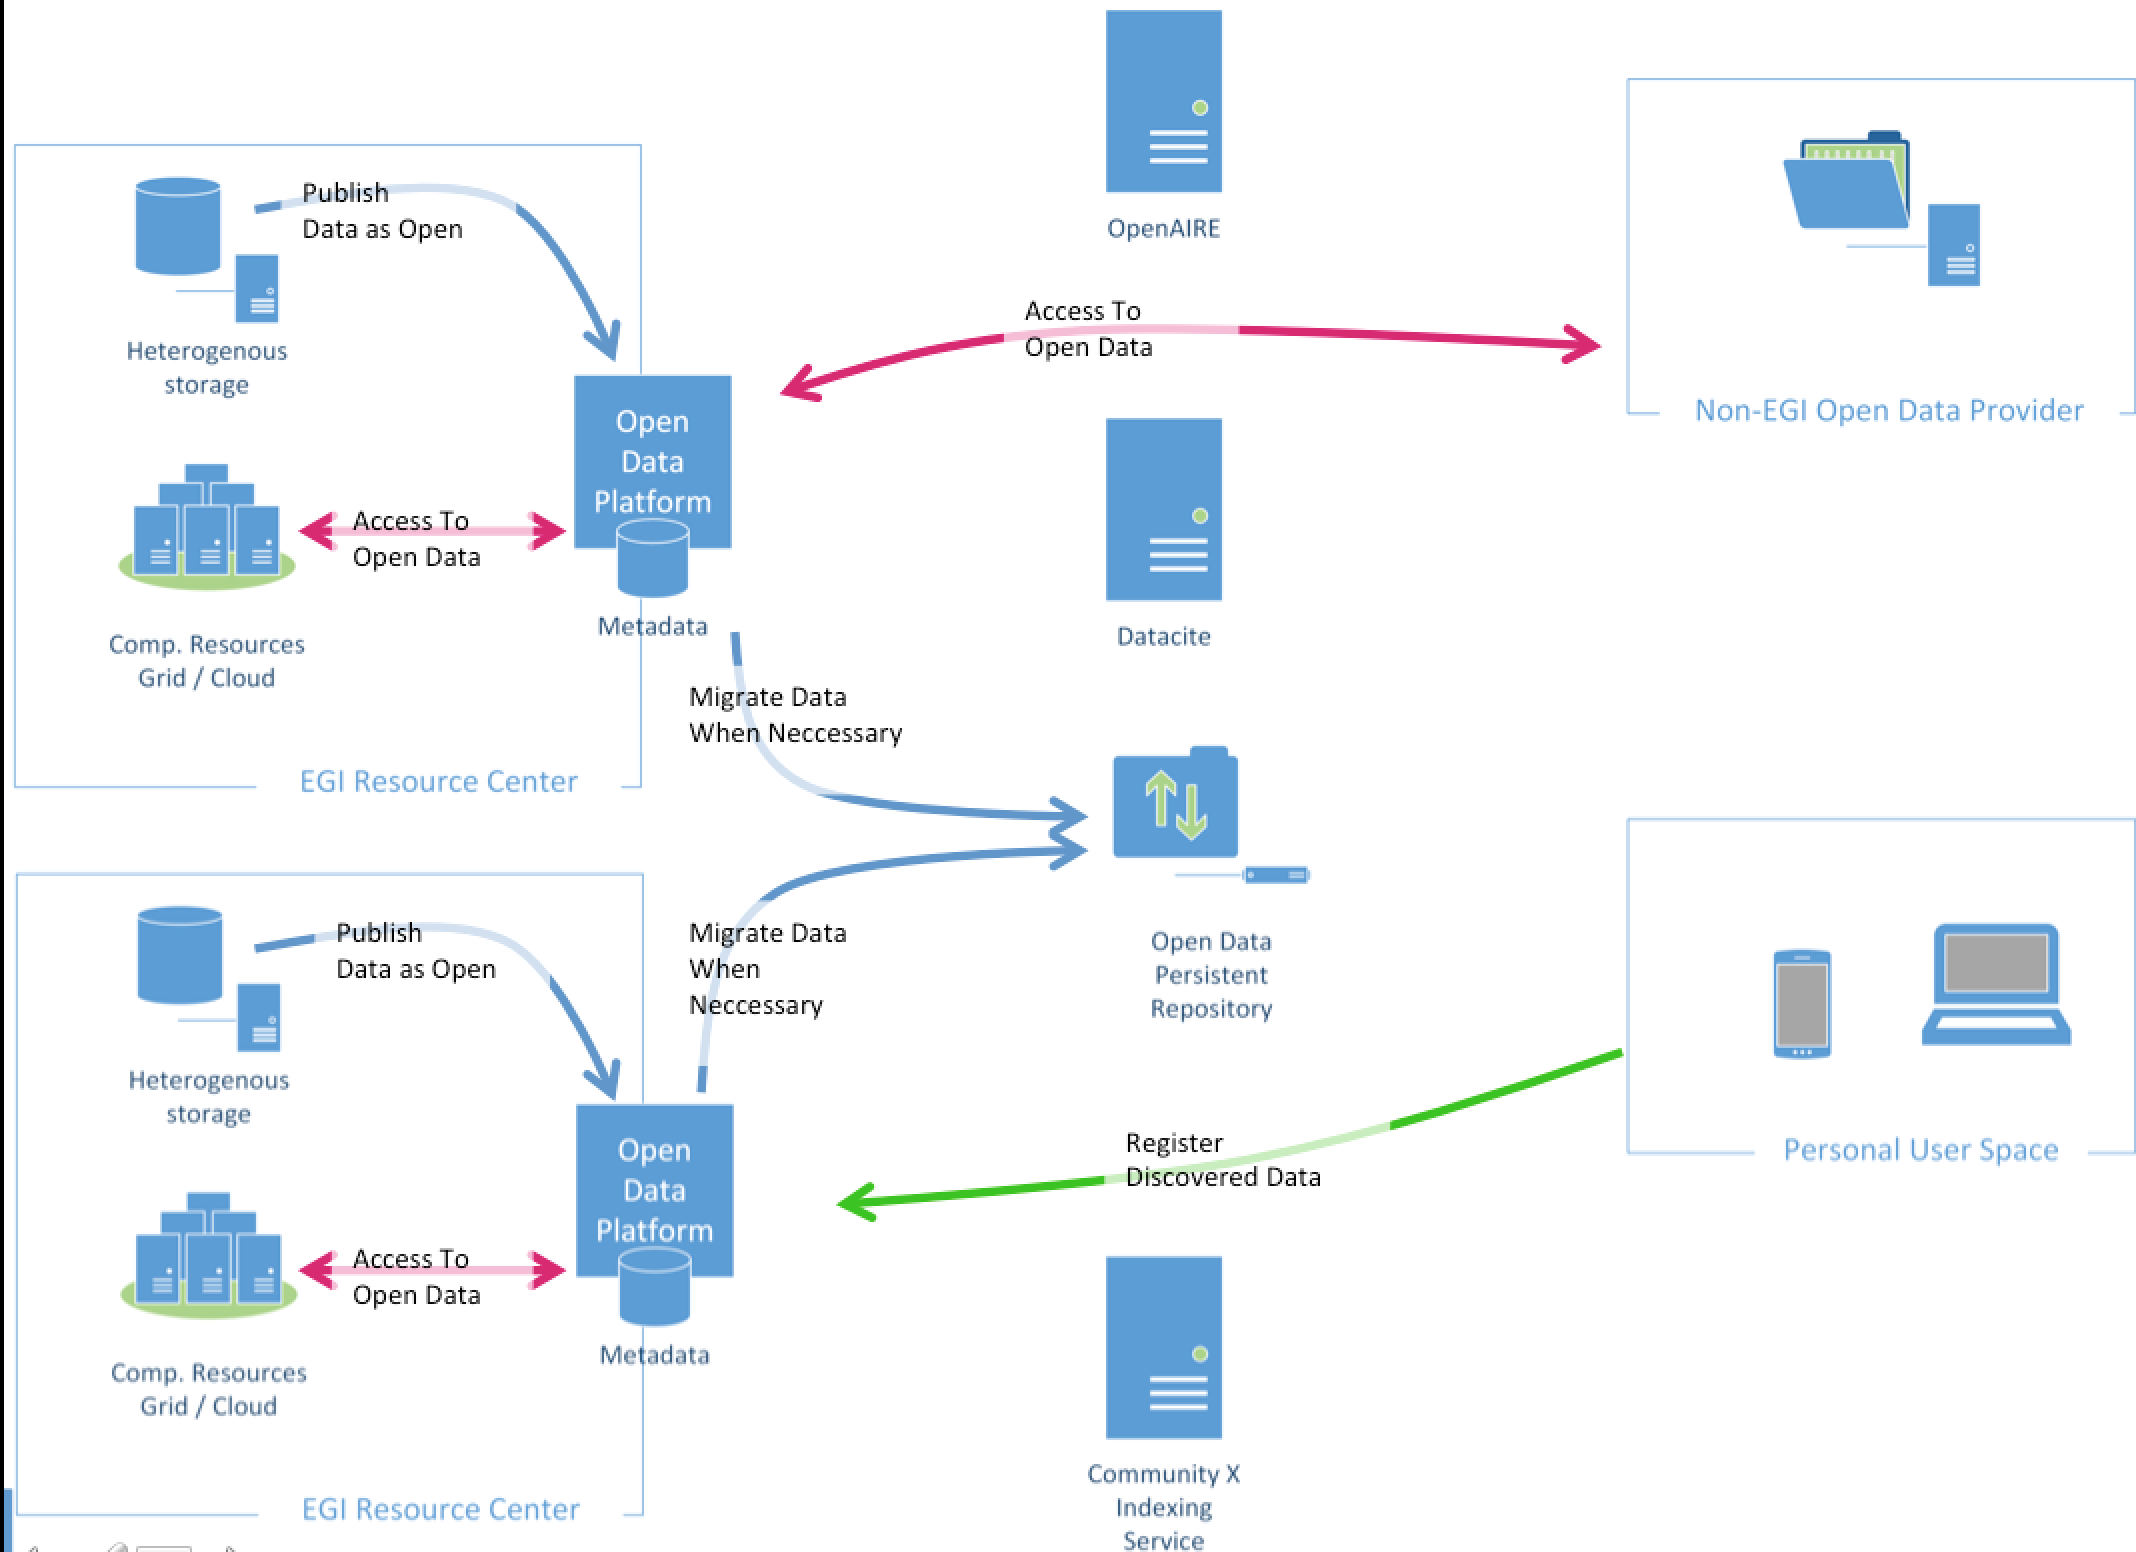 OpenAIRE
Publish
Data as Open
Heterogenous
storage
Access To
Open Data
Non-EGI Open Data Provider
Open
Data
Platform
Access To
Open Data
Metadata
Comp. Resources
Grid / Cloud
Datacite
Migrate Data
When Neccessary
EGI Resource Center
Publish
Data as Open
Migrate Data
When
Neccessary
Open Data
Persistent
Repository
Heterogenous
storage
Register
Discovered Data
Personal User Space
Open
Data
Platform
Access To
Open Data
Metadata
Comp. Resources
Grid / Cloud
EGI Resource Center
Community X
Indexing
Service